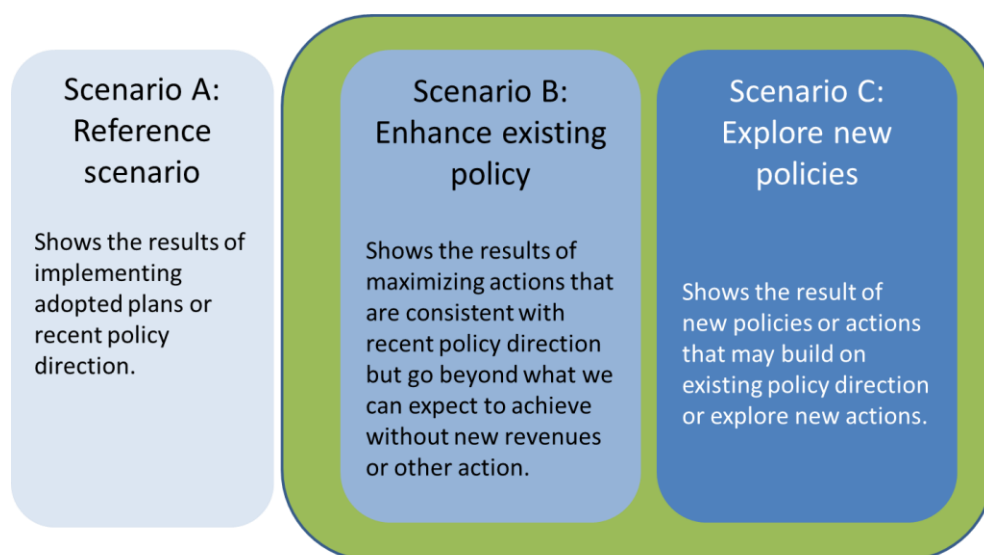 Scenario A:
Reference
scenario
Shows the results of
implementing
adopted plans or
recent policy
direction.
Scenario B:
Enhance existing
policy
Shows the results of
maximizing actions that
are consistent with
recent policy direction
but go beyond what we
can expect to achieve
without new revenues
or other action.
Scenario C:
Explore new
policies
Shows the result of
new policies or actions
that may build on
existing policy direction
or explore new actions.